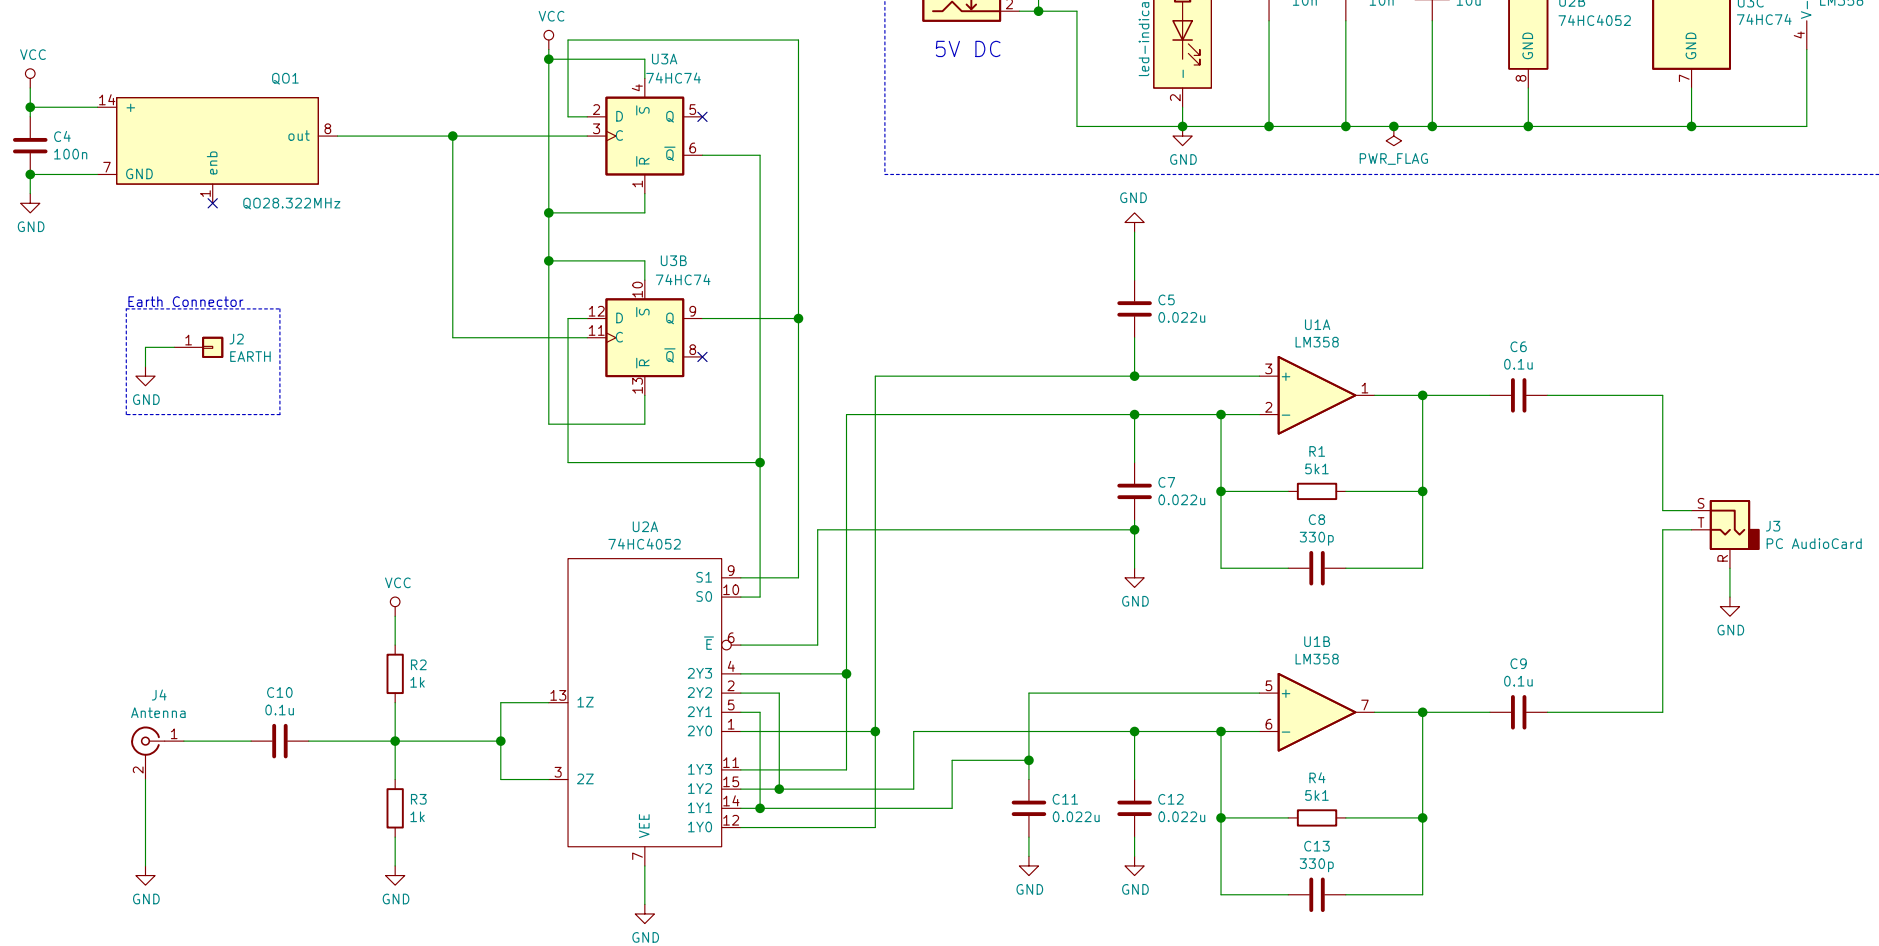 VCC
QO1
14
+
C4
100n
7
GND
enb
out
8
1
QO28.322MHz
GND
VCC
U3A
74HC74
4
2
D
S
Q
5
3
C
R
Q
6
1
U3B
74HC74
10
12
D
S
Q
9
11
C
R
Q
8
13
Earth Connector
1
J2
EARTH
GND
2
5V DC
led-indica
−
2
GND
10n
10n
10u
PWR_FLAG
U2B
74HC4052
GND
8
U3C
74HC74
GND
7
LM358
V-
4
GND
C5
0.022u
U1A
LM358
3
+
2
−
1
C6
0.1u
R1
5k1
C7
0.022u
C8
330p
GND
S
T
R
J3
PC AudioCard
GND
U2A
74HC4052
S1
9
S0
10
E
6
2Y3
4
2Y2
2
2Y1
5
2Y0
1
1Y3
11
1Y2
15
1Y1
14
1Y0
12
13
1Z
3
2Z
VEE
7
GND
VCC
R2
1k
R3
1k
GND
J4
Antenna
1
2
C10
0.1u
GND
U1B
LM358
5
+
6
−
7
C9
0.1u
R4
5k1
C11
0.022u
C12
0.022u
C13
330p
GND
GND